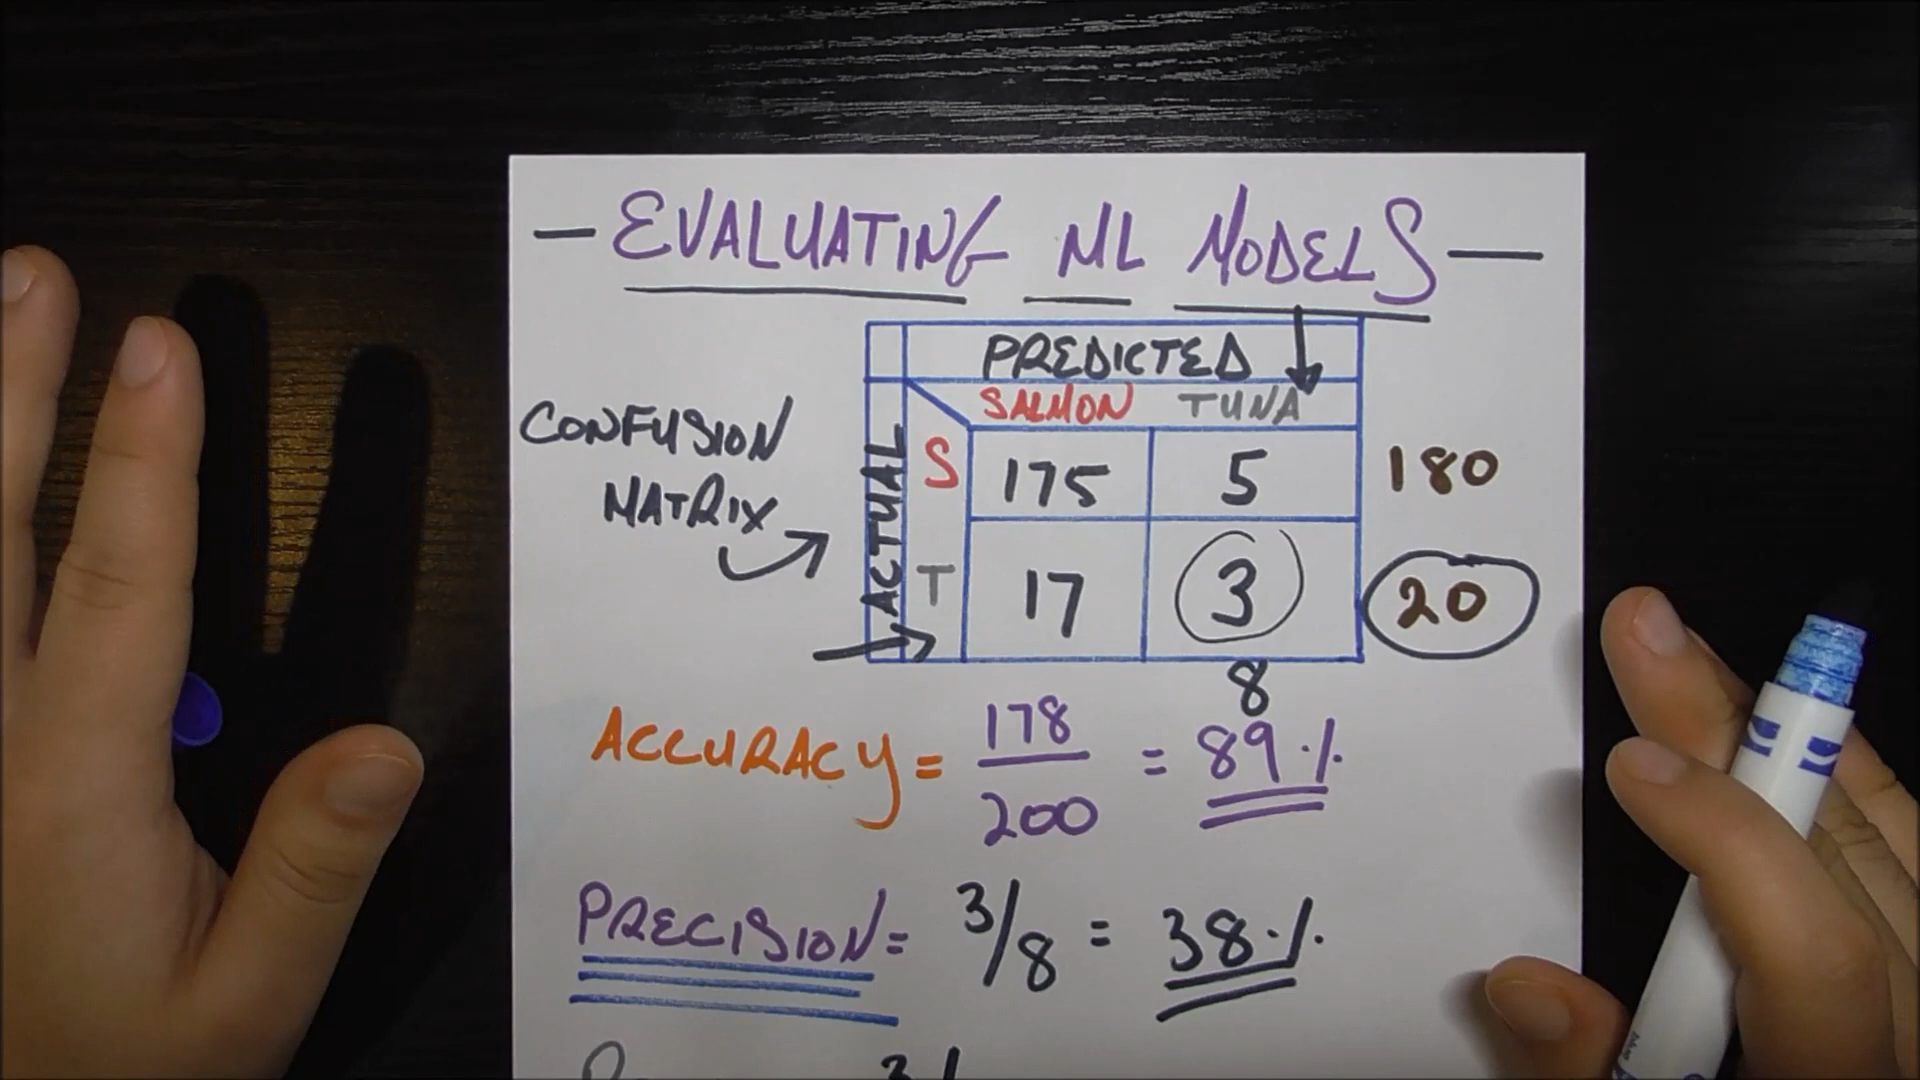 — EVALUATING ML MODELS —
PREDICTED
SALMON TUNA
CONFUSION
MATRIX
ACTUAL
S 175 5 180
T 17 3 20
8
ACCURACY = 178/200 = 89%
PRECISION = 3/8 = 38%